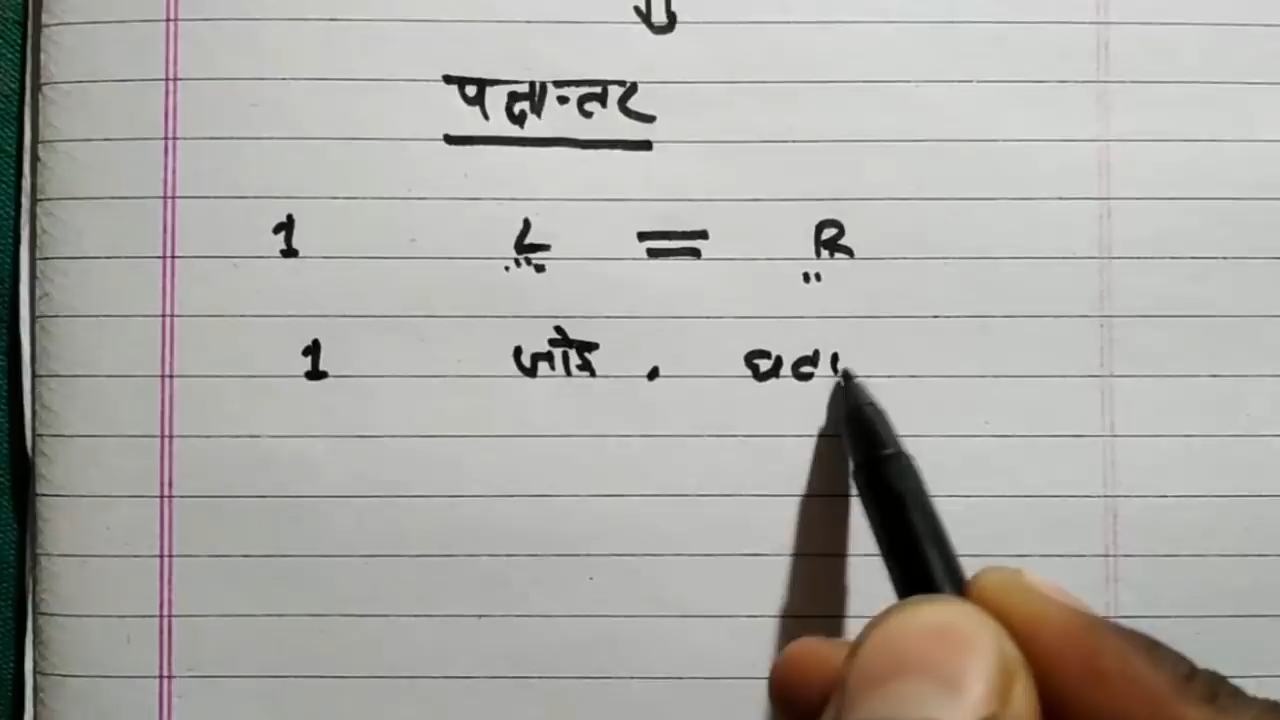 पक्षान्तर
1 L = R
1 जोड .